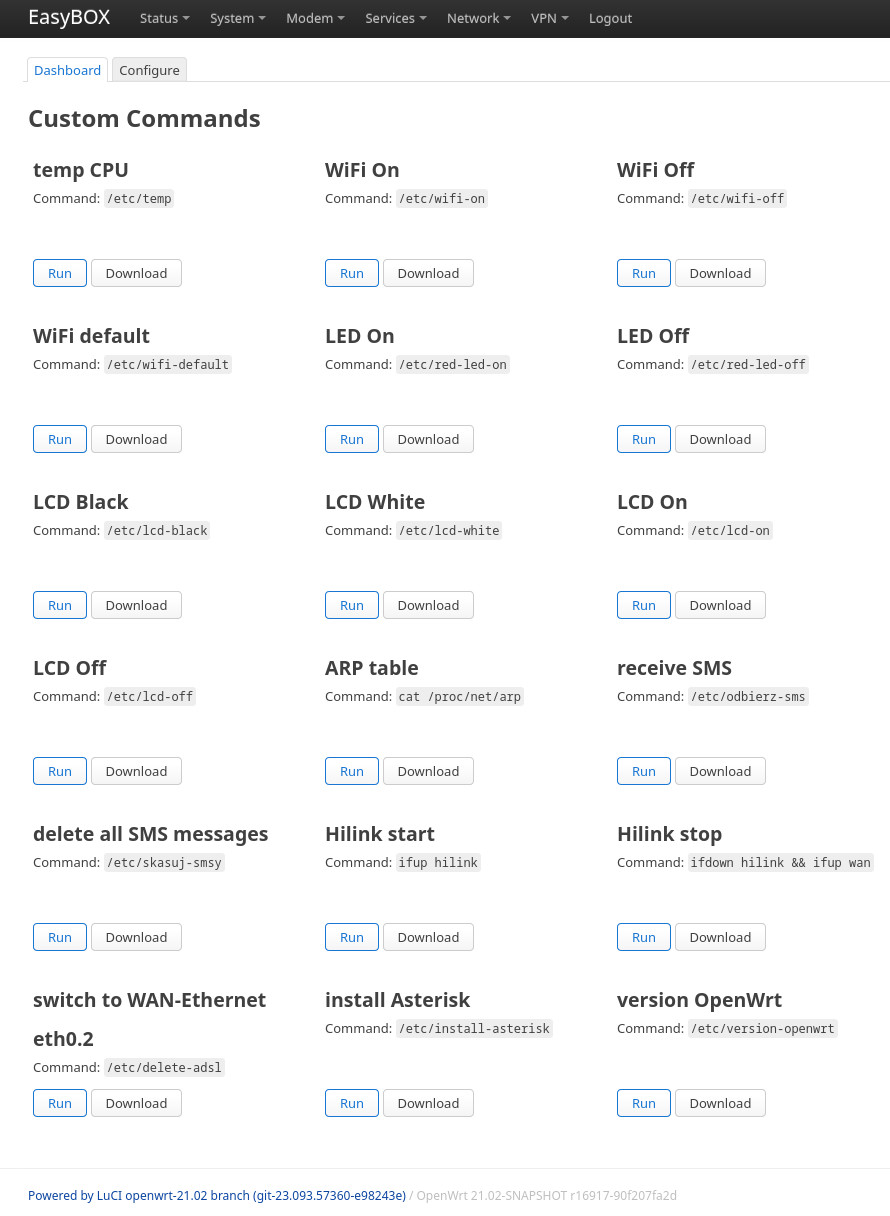 EasyBOX Status System Modem Services Network VPN Logout
Dashboard Configure
Custom Commands
temp CPU
Command: /etc/temp
Run Download
WiFi On
Command: /etc/wifi-on
Run Download
WiFi Off
Command: /etc/wifi-off
Run Download
WiFi default
Command: /etc/wifi-default
Run Download
LED On
Command: /etc/red-led-on
Run Download
LED Off
Command: /etc/red-led-off
Run Download
LCD Black
Command: /etc/lcd-black
Run Download
LCD White
Command: /etc/lcd-white
Run Download
LCD On
Command: /etc/lcd-on
Run Download
LCD Off
Command: /etc/lcd-off
Run Download
ARP table
Command: cat /proc/net/arp
Run Download
receive SMS
Command: /etc/odbierz-sms
Run Download
delete all SMS messages
Command: /etc/skasuj-smsy
Run Download
Hilink start
Command: ifup hilink
Run Download
Hilink stop
Command: ifdown hilink && ifup wan
Run Download
switch to WAN-Ethernet
eth0.2
Command: /etc/delete-adsl
Run Download
install Asterisk
Command: /etc/install-asterisk
Run Download
version OpenWrt
Command: /etc/version-openwrt
Run Download
Powered by LuCI openwrt-21.02 branch (git-23.093.57360-e98243e) / OpenWrt 21.02-SNAPSHOT r16917-90f207fa2d